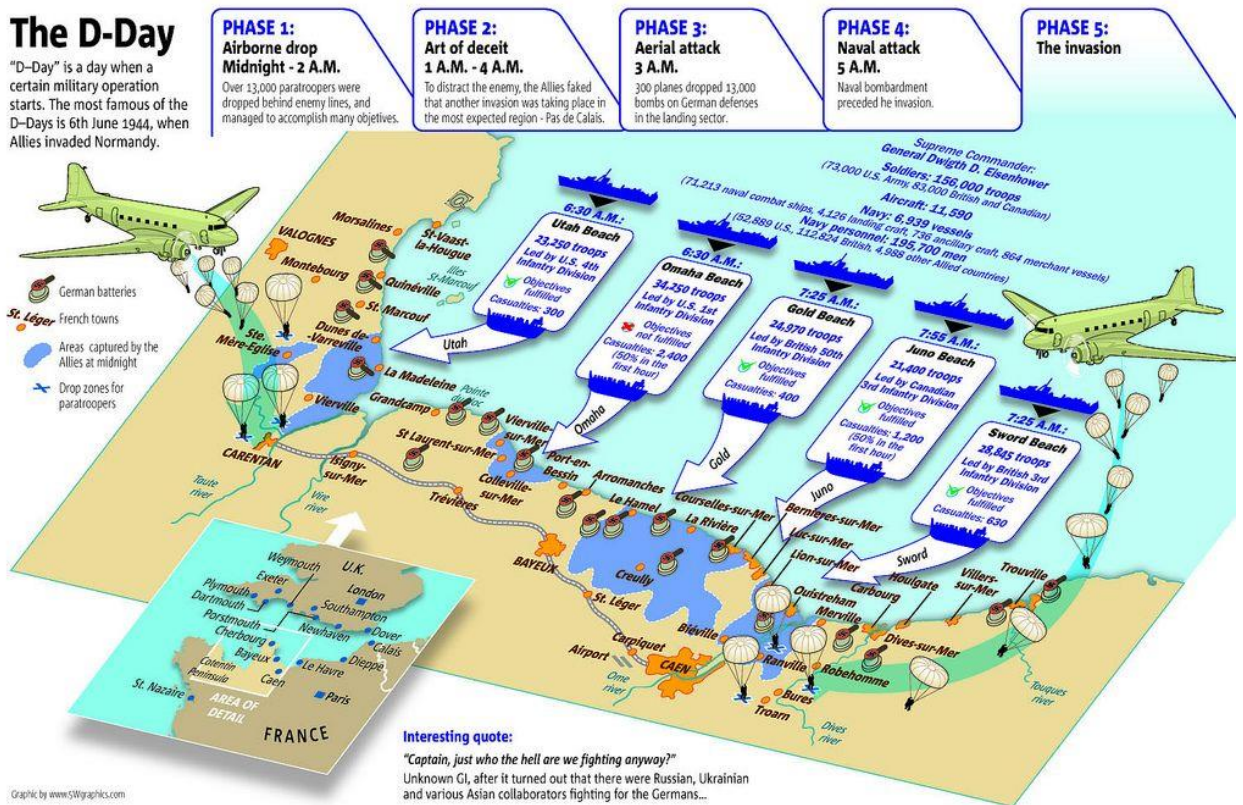 The D-Day
"D–Day" is a day when a
certain military operation
starts. The most famous of the
D–Days is 6th June 1944, when
Allies invaded Normandy.
PHASE 1:
Airborne drop
Midnight - 2 A.M.
Over 13,000 paratroopers were
dropped behind enemy lines, and
managed to accomplish many objetives.
PHASE 2:
Art of deceit
1 A.M. - 4 A.M.
To distract the enemy, the Allies faked
that another invasion was taking place in
the most expected region - Pas de Calais.
PHASE 3:
Aerial attack
3 A.M.
300 planes dropped 13,000
bombs on German defenses
in the landing sector.
PHASE 4:
Naval attack
5 A.M.
Naval bombardment
preceded he invasion.
PHASE 5:
The invasion
Supreme Commander:
General Dwigth D. Eisenhower
Soldiers: 156,000 troops
(73,000 U.S. Army, 83,000 British and Canadian)
Aircraft: 11,590
Navy: 6.939 vessels
(71,213 naval combat ships, 4,126 landing craft, 736 ancillary craft, 864 merchant vessels)
Navy personnel: 195,700 men
(52,889 U.S., 112,824 British, 4,988 other Allied countries)
6:30 A.M.:
Utah Beach
23,250 troops
Led by U.S. 4th
Infantry Division
Objectives
fulfilled
Casualties: 300
Utah
6:30 A.M.:
Omaha Beach
34,250 troops
Led by U.S. 1st
Infantry Division
Objectives
not fulfilled
Casualties: 2,400
(50% in the
first hour)
Omaha
7:25 A.M.:
Gold Beach
24,970 troops
Led by British 50th
Infantry Division
Objectives
fulfilled
Casualties: 400
Gold
7:55 A.M.:
Juno Beach
21,400 troops
Led by Canadian
3rd Infantry Division
Objectives
fulfilled
Casualties: 1,200
(50% in the
first hour)
Juno
7:25 A.M.:
Sword Beach
28,845 troops
Led by British 3rd
Infantry Division
Objectives
fulfilled
Casualties: 630
Sword
German batteries
St. Léger French towns
Areas captured by the
Allies at midnight
Drop zones for
paratroopers
Morsalines
St-Vaast-
la-Hougue
VALOGNES
Montebourg
Quinéville
Iles
St-Marcouf
St. Marcouf
Ste.
Mère-Eglise
Dunes de-
-Varreville
La Madeleine
Vierville
CARENTAN
Grandcamp
Pointe
du Hoc
Isigny-
sur-Mer
Taute
river
Vire
river
St Laurent-sur-Mer
Vierville-
sur-Mer
Colleville-
sur-Mer
Trévières
Port-en-
Bessin
Arromanches
Le Hamel
La Rivière
Courselles-sur-Mer
Bernières-sur-Mer
Luc-sur-Mer
Lion-sur-Mer
BAYEUX
Creully
St. Léger
Carpiquet
Airport
Orne
river
CAEN
Biéville
Ouistreham
Merville
Ranville
Carbourg
Houlgate
Villers-
sur-Mer
Trouville
Dives-sur-Mer
Robehomme
Bures
Troarn
Dives
river
Touques
river
U.K.
Weymouth
Exeter
London
Plymouth
Dartmouth
Southampton
Porstmouth
Newhaven
Dover
Cherbourg
Calais
Bayeux
Dieppe
Le Havre
Cotentin
Peninsula
Caen
St. Nazaire
Paris
AREA OF
DETAIL
FRANCE
Interesting quote:
"Captain, just who the hell are we fighting anyway?"
Unknown GI, after it turned out that there were Russian, Ukrainian
and various Asian collaborators fighting for the Germans...
Graphic by www.5Wgraphics.com